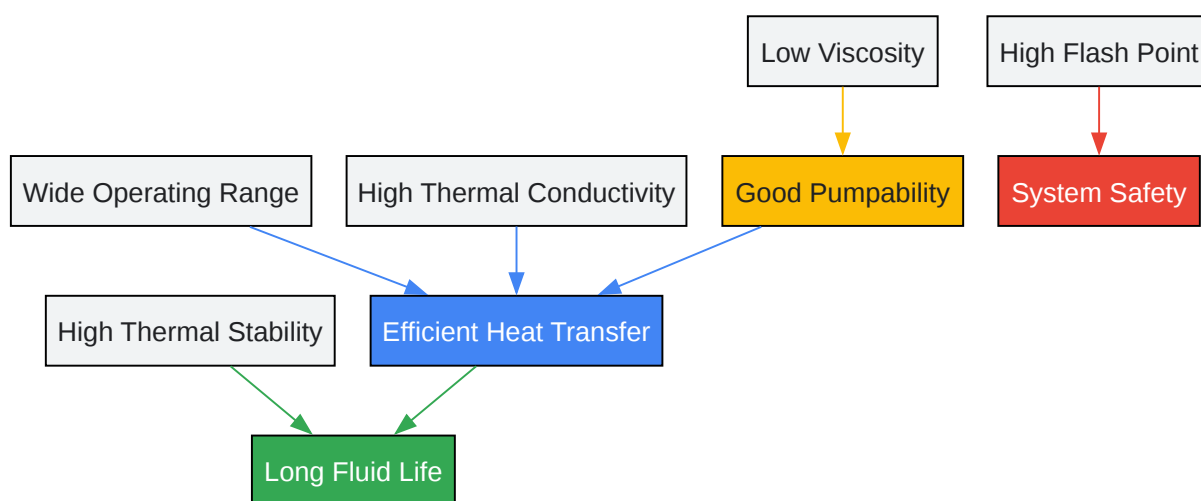 Low Viscosity
High Flash Point
Wide Operating Range
High Thermal Conductivity
Good Pumpability
System Safety
High Thermal Stability
Efficient Heat Transfer
Long Fluid Life